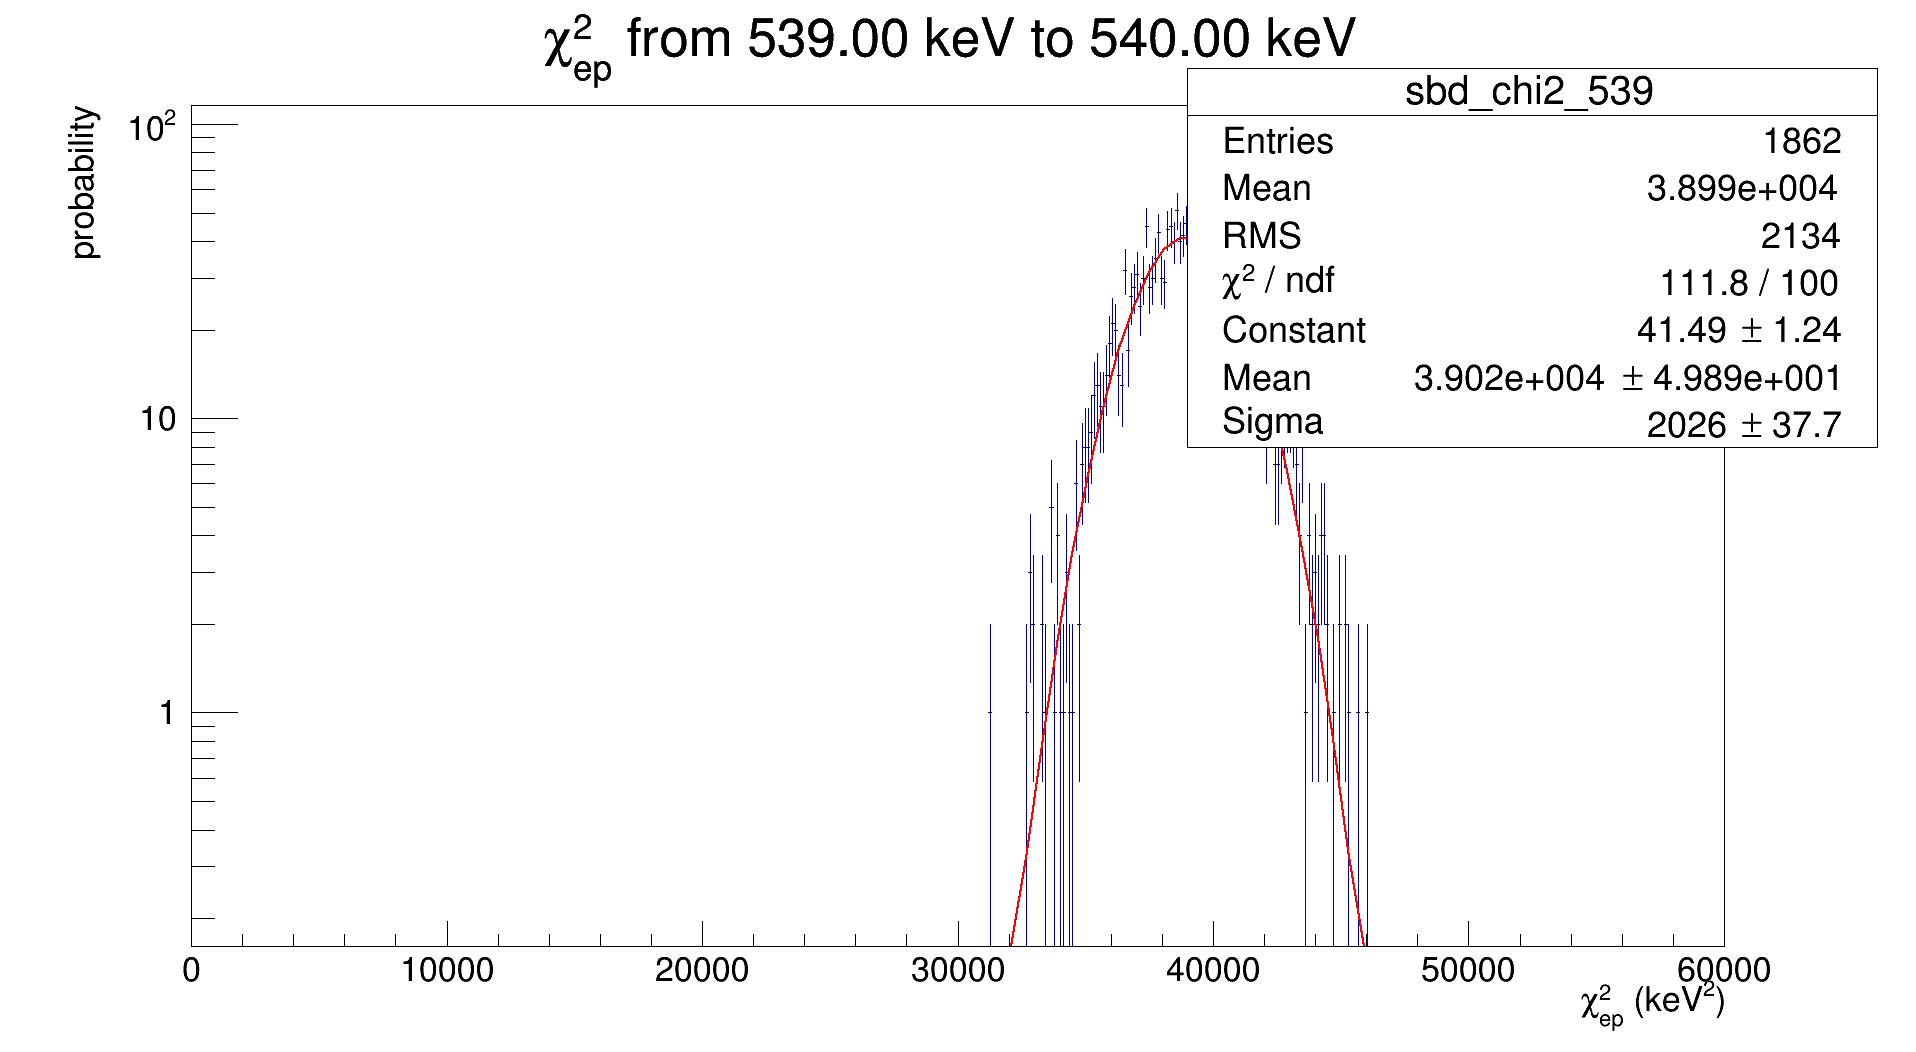 χ²ep from 539.00 keV to 540.00 keV
sbd_chi2_539
Entries 1862
Mean 3.899e+004
RMS 2134
χ² / ndf 111.8 / 100
Constant 41.49 ± 1.24
Mean 3.902e+004 ± 4.989e+001
Sigma 2026 ± 37.7
probability
10²
10
1
0 10000 20000 30000 40000 50000 60000
χ²ep (keV²)